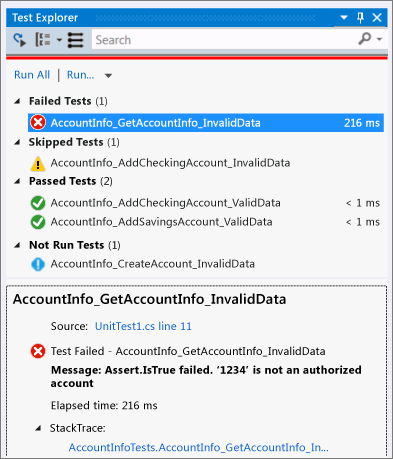 Test Explorer
Search
Run All | Run...
Failed Tests (1)
AccountInfo_GetAccountInfo_InvalidData 216 ms
Skipped Tests (1)
AccountInfo_AddCheckingAccount_InvalidData
Passed Tests (2)
AccountInfo_AddCheckingAccount_ValidData < 1 ms
AccountInfo_AddSavingsAccount_ValidData < 1 ms
Not Run Tests (1)
AccountInfo_CreateAccount_InvalidData
AccountInfo_GetAccountInfo_InvalidData
Source: UnitTest1.cs line 11
Test Failed - AccountInfo_GetAccountInfo_InvalidData
Message: Assert.IsTrue failed. ‘1234’ is not an authorized
account
Elapsed time: 216 ms
StackTrace:
AccountInfoTests.AccountInfo_GetAccountInfo_In...